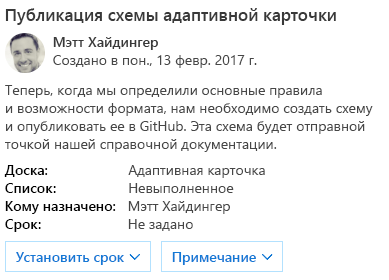 Публикация схемы адаптивной карточки
Мэтт Хайдингер
Создано в пон., 13 февр. 2017 г.
Теперь, когда мы определили основные правила
и возможности формата, нам необходимо создать схему
и опубликовать ее в GitHub. Эта схема будет отправной
точкой нашей справочной документации.
Доска: Адаптивная карточка
Список: Невыполненное
Кому назначено: Мэтт Хайдингер
Срок: Не задано
Установить срок Примечание